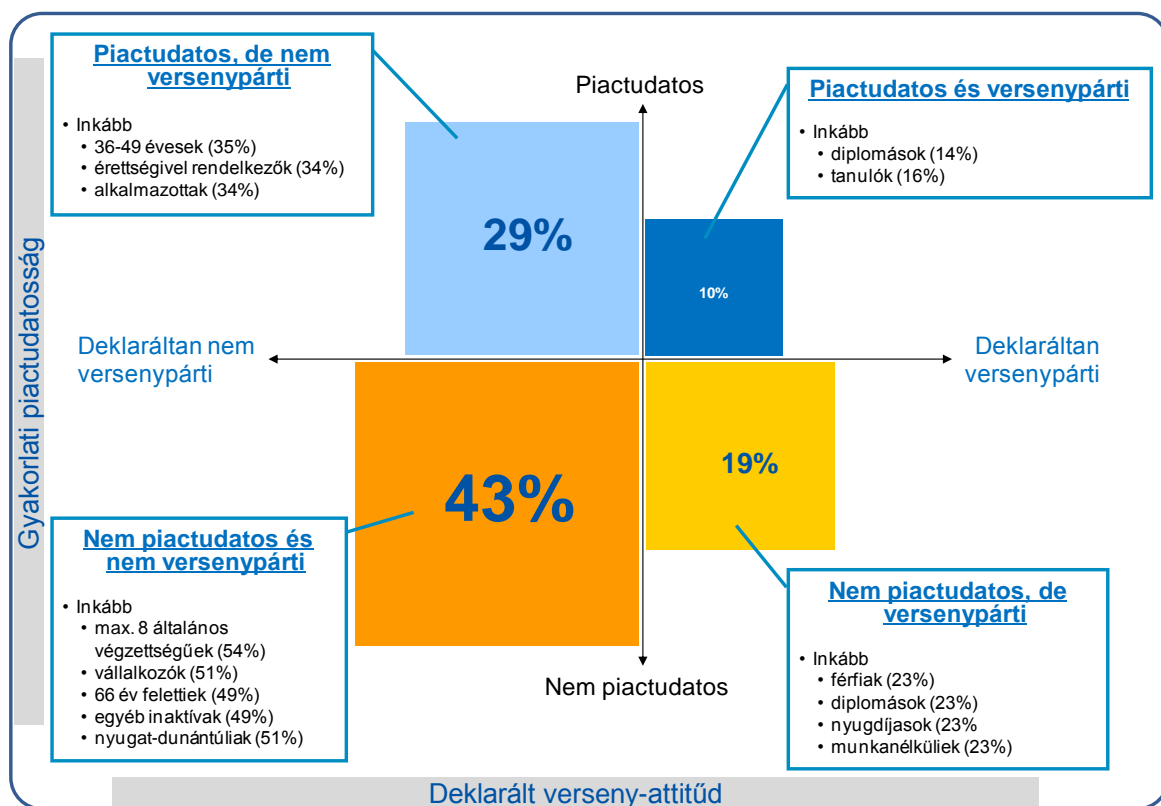 Piactudatos, de nem
versenypárti
• Inkább
• 36-49 évesek (35%)
• érettségivel rendelkezők (34%)
• alkalmazottak (34%)
Piactudatos
Piactudatos és versenypárti
• Inkább
• diplomások (14%)
• tanulók (16%)
29%
10%
Gyakorlati piactudatosság
Deklaráltan nem
versenypárti
Deklaráltan
versenypárti
43%
19%
Nem piactudatos és
nem versenypárti
• Inkább
• max. 8 általános
végzettségűek (54%)
• vállalkozók (51%)
• 66 év felettiek (49%)
• egyéb inaktívak (49%)
• nyugat-dunántúliak (51%)
Nem piactudatos
Nem piactudatos, de
versenypárti
• Inkább
• férfiak (23%)
• diplomások (23%)
• nyugdíjasok (23%
• munkanélküliek (23%)
Deklarált verseny-attitűd